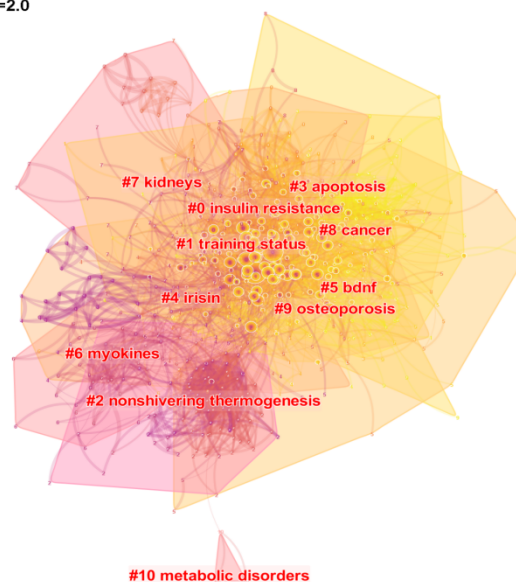 =2.0
#7 kidneys
#3 apoptosis
#0 insulin resistance
#8 cancer
#1 training status
#5 bdnf
#4 irisin
#9 osteoporosis
#6 myokines
#2 nonshivering thermogenesis
#10 metabolic disorders